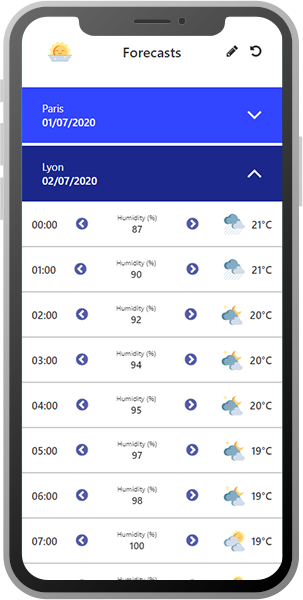 Forecasts
Paris
01/07/2020
Lyon
02/07/2020
00:00 Humidity (%) 21°C
87
01:00 Humidity (%) 21°C
90
02:00 Humidity (%) 20°C
92
03:00 Humidity (%) 20°C
94
04:00 Humidity (%) 20°C
95
05:00 Humidity (%) 19°C
97
06:00 Humidity (%) 19°C
98
07:00 Humidity (%) 19°C
100
Humidity (%)